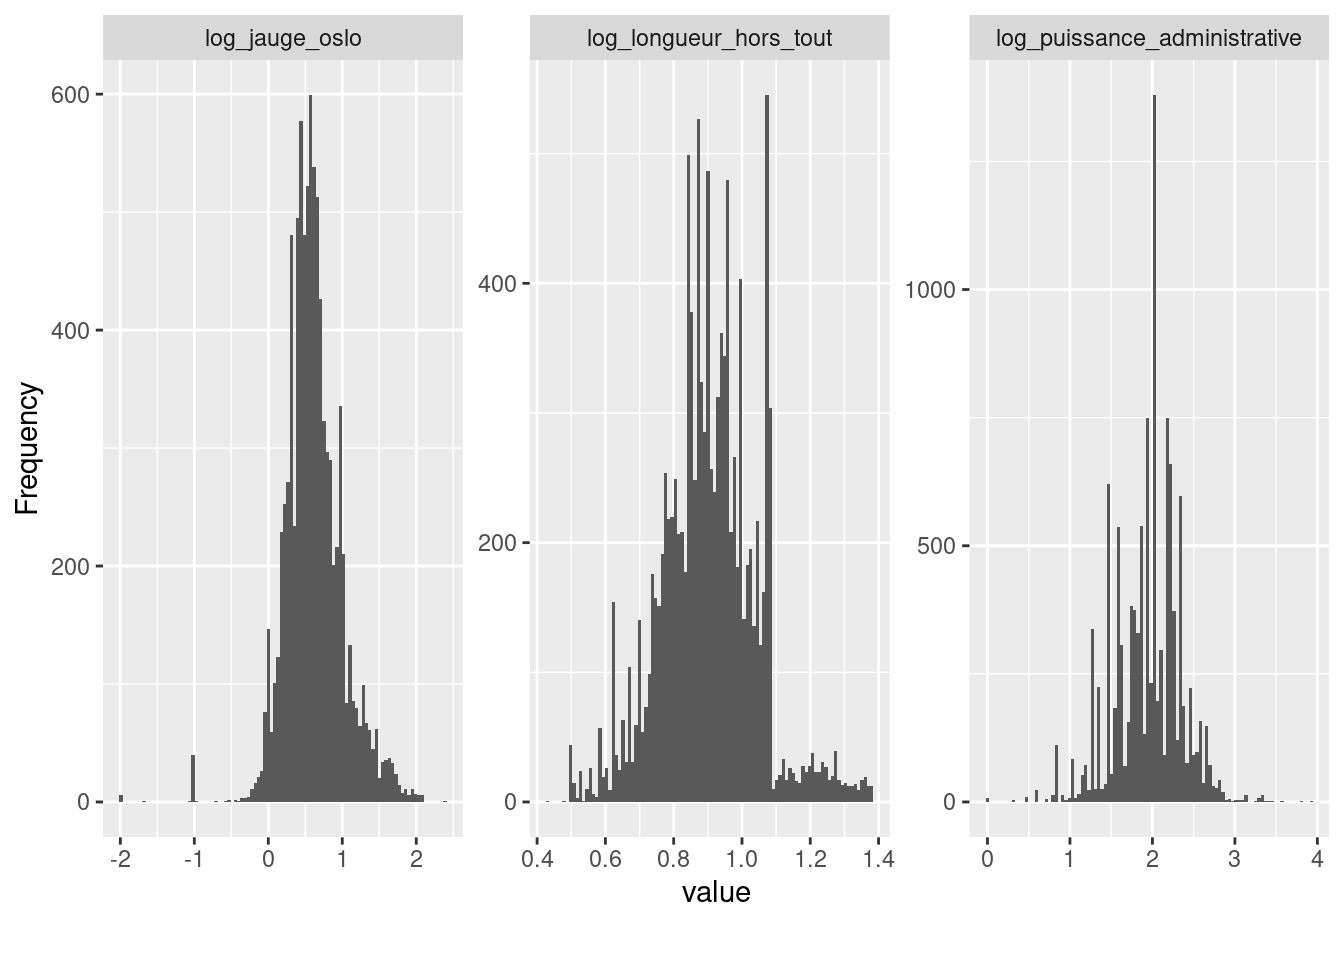 log_jauge_oslo
log_longueur_hors_tout
log_puissance_administrative
Frequency
600
400
200
0
-2 -1 0 1 2
400
200
0
0.4 0.6 0.8 1.0 1.2 1.4
1000
500
0
0 1 2 3 4
value